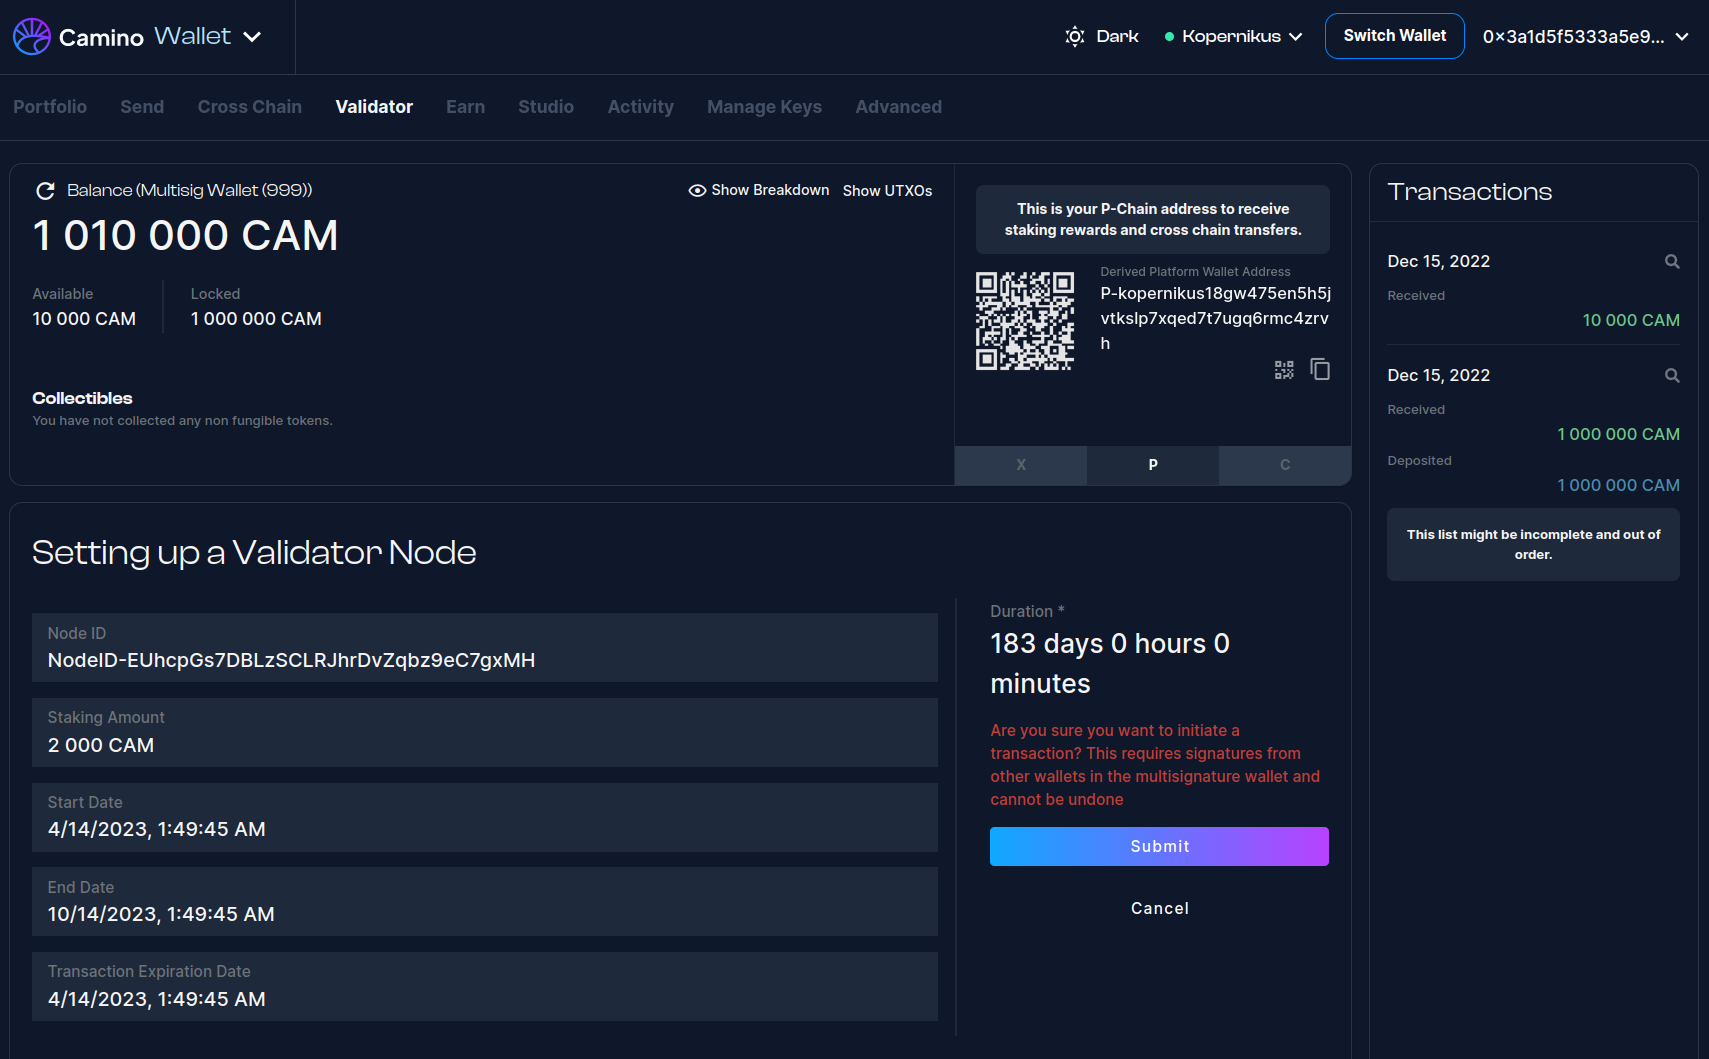 Camino Wallet
Dark
Kopernikus
Switch Wallet
0x3a1d5f5333a5e9...
Portfolio Send Cross Chain Validator Earn Studio Activity Manage Keys Advanced
Balance (Multisig Wallet (999))
Show Breakdown Show UTXOs
1 010 000 CAM
Available
10 000 CAM
Locked
1 000 000 CAM
Collectibles
You have not collected any non fungible tokens.
This is your P-Chain address to receive
staking rewards and cross chain transfers.
Derived Platform Wallet Address
P-kopernikus18gw475en5h5j
vtkslp7xqed7t7ugq6rmc4zrv
h
X P C
Transactions
Dec 15, 2022
Received
10 000 CAM
Dec 15, 2022
Received
1 000 000 CAM
Deposited
1 000 000 CAM
This list might be incomplete and out of
order.
Setting up a Validator Node
Node ID
NodeID-EUhcpGs7DBLzSCLRJhrDvZqbz9eC7gxMH
Staking Amount
2 000 CAM
Start Date
4/14/2023, 1:49:45 AM
End Date
10/14/2023, 1:49:45 AM
Transaction Expiration Date
4/14/2023, 1:49:45 AM
Duration *
183 days 0 hours 0
minutes
Are you sure you want to initiate a
transaction? This requires signatures from
other wallets in the multisignature wallet and
cannot be undone
Submit
Cancel